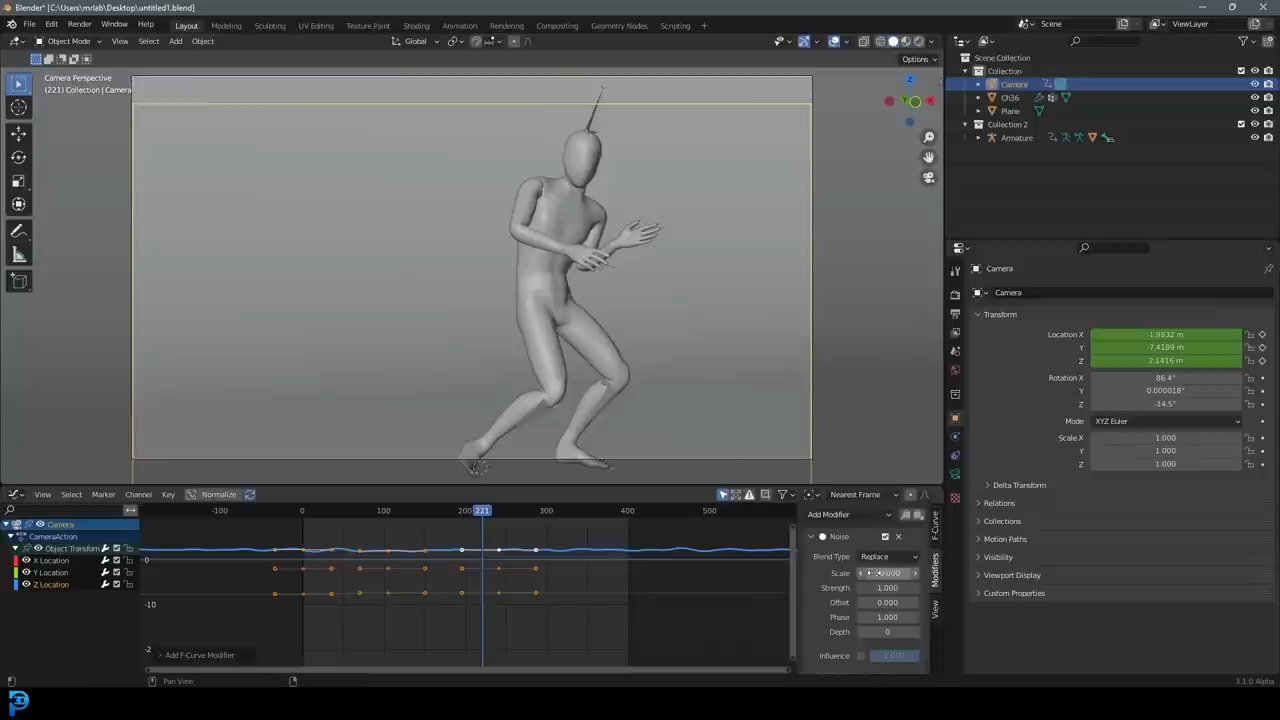 Blender* [C:\Users\mrlab\Desktop\untitled1.blend]
File Edit Render Window Help Layout Modeling Sculpting UV Editing Texture Paint Shading Animation Rendering Compositing Geometry Nodes Scripting Scene ViewLayer
Object Mode View Select Add Object Global
Options
Camera Perspective
(221) Collection | Camera
Scene Collection
Collection
Camera
Ch36
Plane
Collection 2
Armature
Camera
Camera
Transform
Location X -1.9832 m
Y -7.4189 m
Z 2.1416 m
Rotation X 86.4°
Y 0.000018°
Z -14.5°
Mode XYZ Euler
Scale X 1.000
Y 1.000
Z 1.000
Delta Transform
Relations
Collections
Motion Paths
Visibility
Viewport Display
Custom Properties
View Select Marker Channel Key Normalize Nearest Frame
-100 0 200 221 300 400 500
Camera
CameraAction
Object Transform
X Location
Y Location
Z Location
0
-10
-2
Add F-Curve Modifier
Add Modifier
Noise
Blend Type Replace
Scale
Strength 1.000
Offset 0.000
Phase 1.000
Depth 0
Influence 1.000
F-Curve
Modifiers
View
Pan View
3.1.0 Alpha